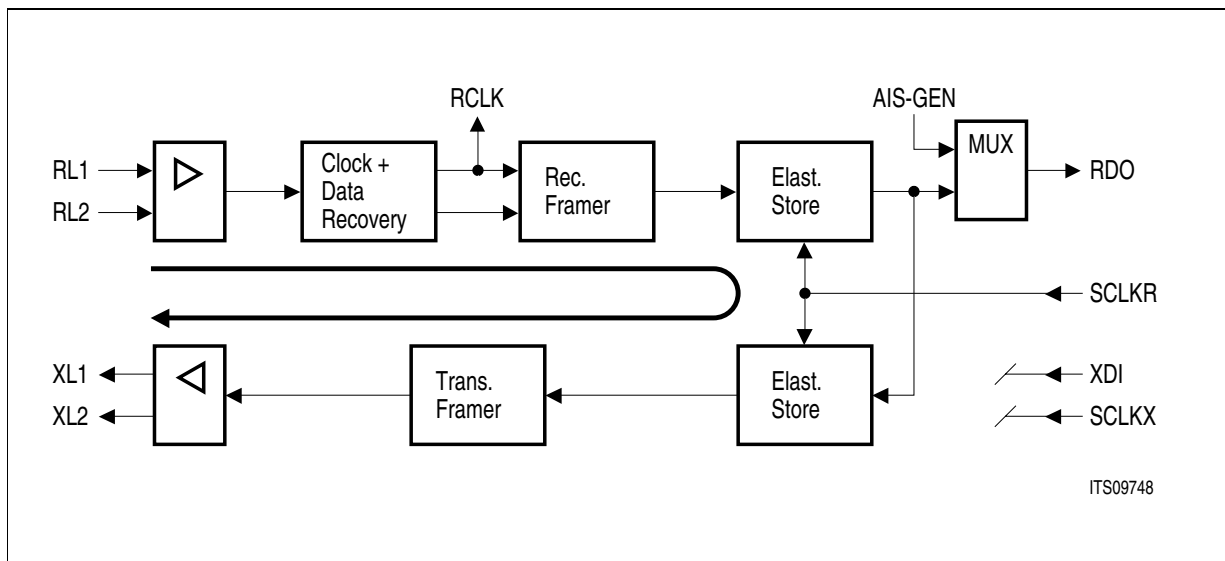 RCLK
AIS-GEN
RL1
RL2
Clock +
Data
Recovery
Rec.
Framer
Elast.
Store
MUX
RDO
SCLKR
XL1
XL2
Trans.
Framer
Elast.
Store
XDI
SCLKX
ITS09748